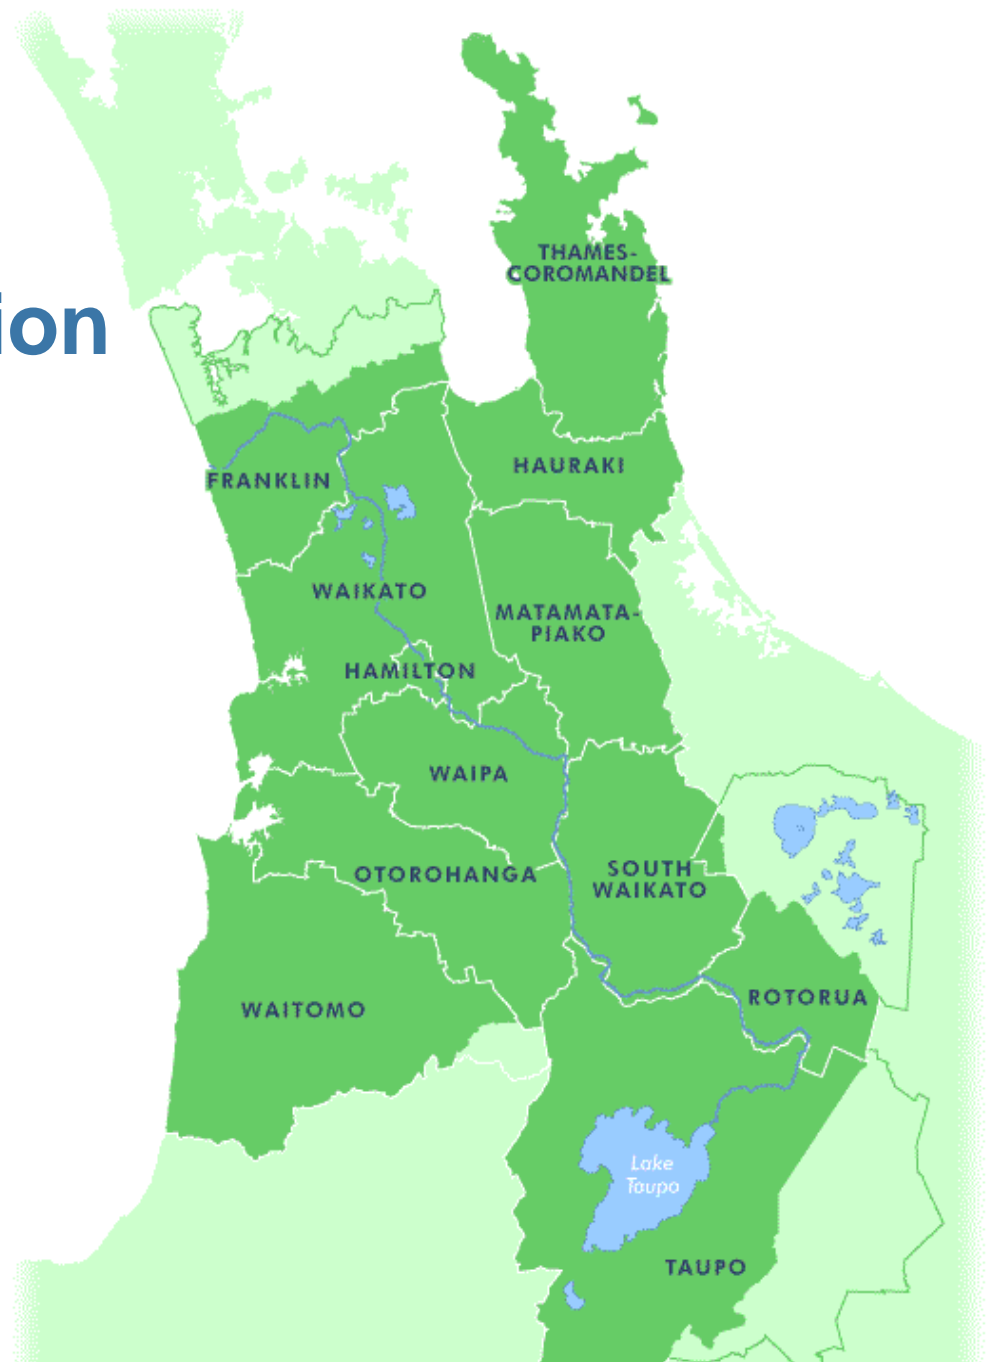 ion
THAMES-
COROMANDEL
HAURAKI
FRANKLIN
WAIKATO
MATAMATA-
PIAKO
HAMILTON
WAIPA
OTOROHANGA
SOUTH
WAIKATO
ROTORUA
WAITOMO
Lake
Taupo
TAUPO